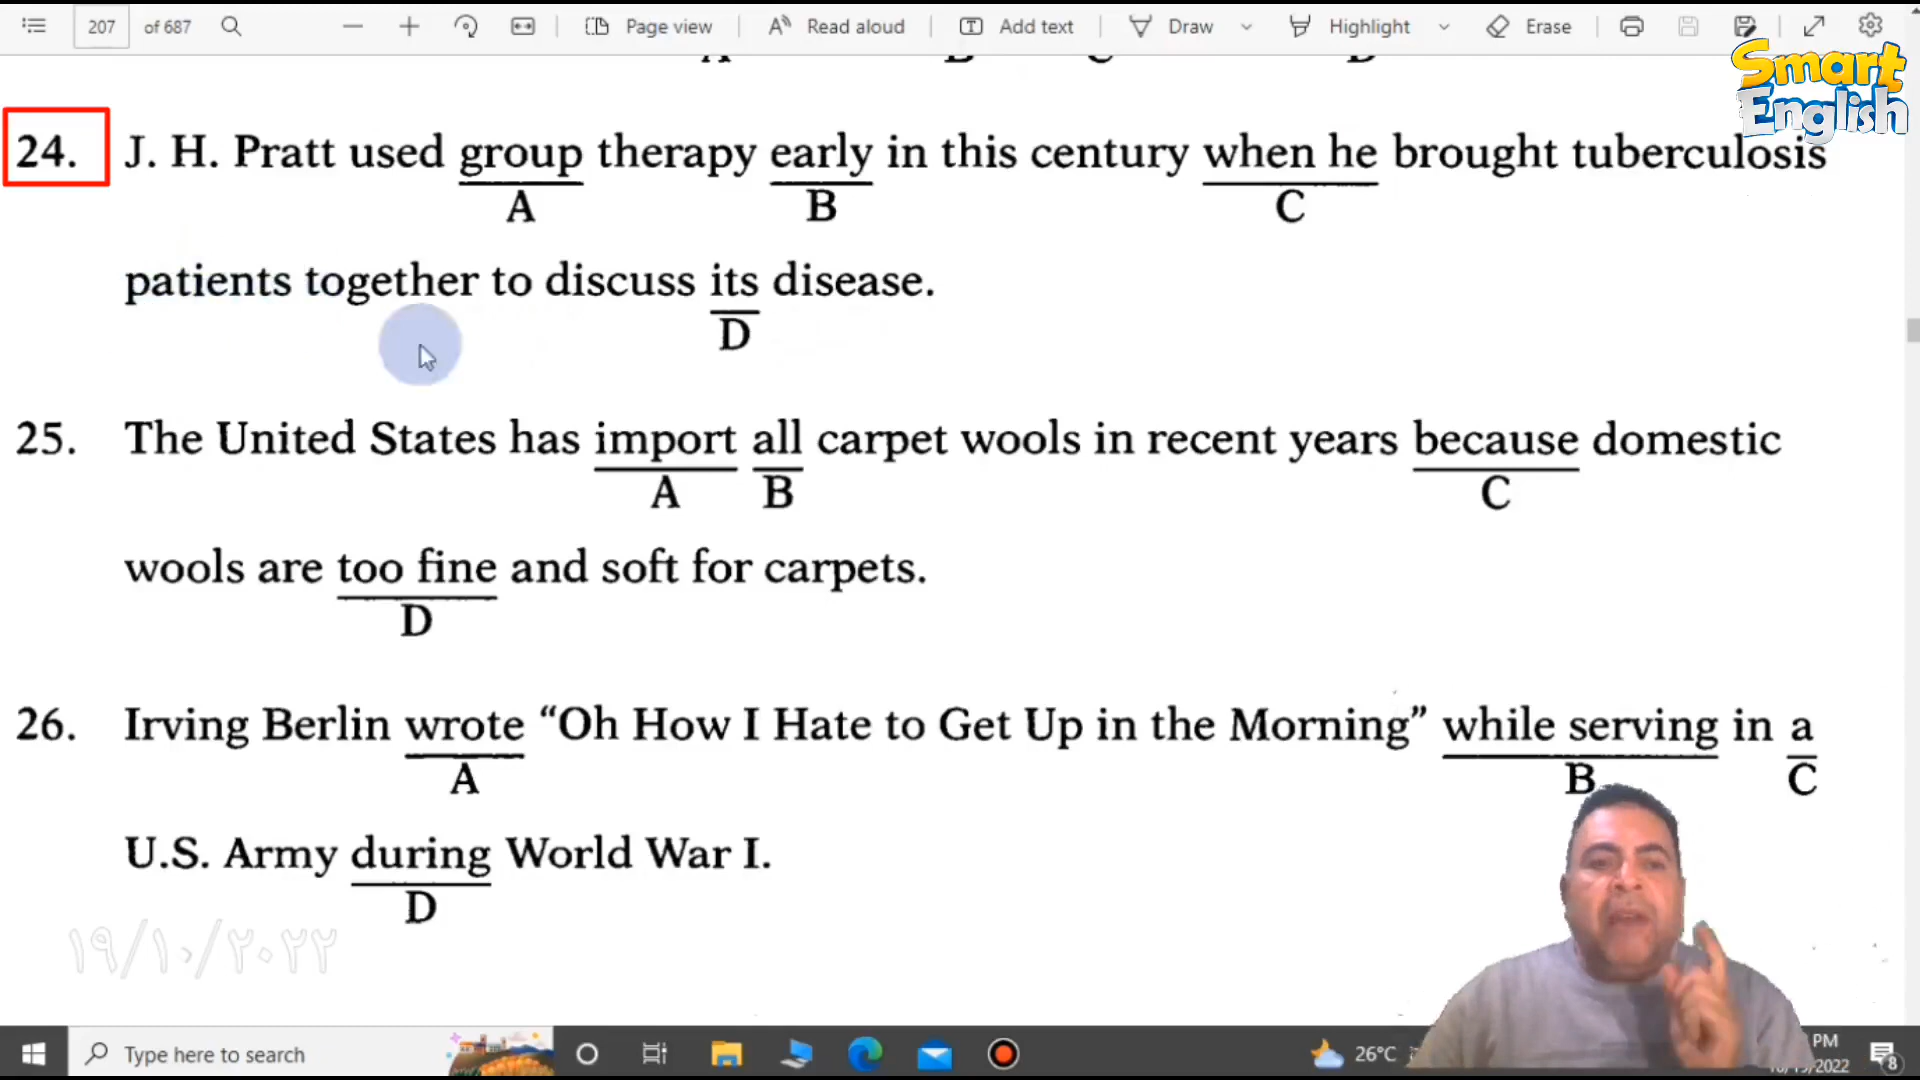 207 of 687 Page view Read aloud Add text Draw Highlight Erase
Smart
English
24. J. H. Pratt used group therapy early in this century when he brought tuberculosis
A B C
patients together to discuss its disease.
D
25. The United States has import all carpet wools in recent years because domestic
A B C
wools are too fine and soft for carpets.
D
26. Irving Berlin wrote “Oh How I Hate to Get Up in the Morning” while serving in a
A B C
U.S. Army during World War I.
D
١٩/١٠/٢٠٢٢
Type here to search 26°C PM
8